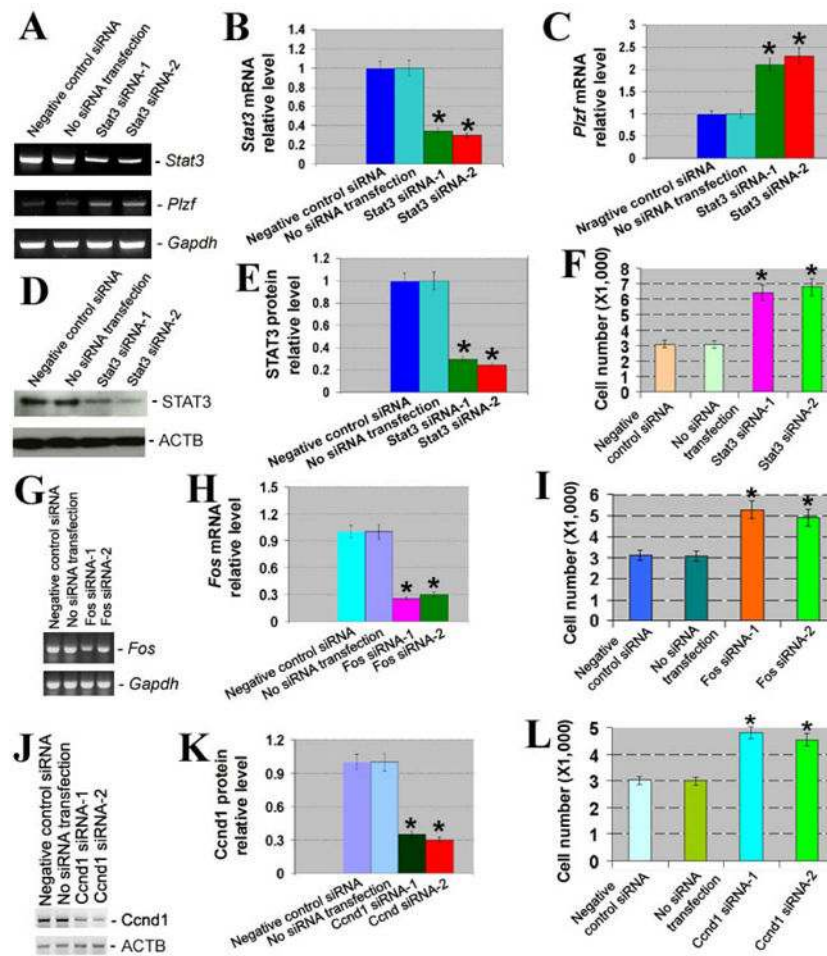 A
Negative control siRNA
No siRNA transfection
Stat3 siRNA-1
Stat3 siRNA-2
- Stat3
- Plzf
- Gapdh
B
Stat3 mRNA
relative level
1.4
1.2
1
0.8
0.6
0.4
0.2
0
* *
Negative control siRNA
No siRNA transfection
Stat3 siRNA-1
Stat3 siRNA-2
C
Plzf mRNA
relative level
3
2.5
2
1.5
1
0.5
0
* *
Nragtive control siRNA
No siRNA transfection
Stat3 siRNA-1
Stat3 siRNA-2
D
Negative control siRNA
No siRNA transfection
Stat3 siRNA-1
Stat3 siRNA-2
- STAT3
- ACTB
E
STAT3 protein
relative level
1.4
1.2
1
0.8
0.6
0.4
0.2
0
* *
Negative control siRNA
No siRNA transfection
Stat3 siRNA-1
Stat3 siRNA-2
F
Cell number (X1,000)
8
7
6
5
4
3
2
1
0
* *
Negative
control siRNA
No siRNA
transfection
Stat3 siRNA-1
Stat3 siRNA-2
G
Negative control siRNA
No siRNA transfection
Fos siRNA-1
Fos siRNA-2
- Fos
- Gapdh
H
Fos mRNA
relative level
1.5
1.2
0.9
0.6
0.3
0
* *
Negative control siRNA
No siRNA transfection
Fos siRNA-1
Fos siRNA-2
I
Cell number (X1,000)
6
5
4
3
2
1
0
* *
Negative
control siRNA
No siRNA
transfection
Fos siRNA-1
Fos siRNA-2
J
Negative control siRNA
No siRNA transfection
Ccnd1 siRNA-1
Ccnd1 siRNA-2
- Ccnd1
- ACTB
K
Ccnd1 protein
relative level
1.2
0.9
0.6
0.3
0
* *
Negative control siRNA
No siRNA transfection
Ccnd1 siRNA-1
Ccnd siRNA-2
L
Cell number (X1,000)
5
4
3
2
1
0
* *
Negative
control siRNA
No siRNA
transfection
Ccnd1 siRNA-1
Ccnd1 siRNA-2